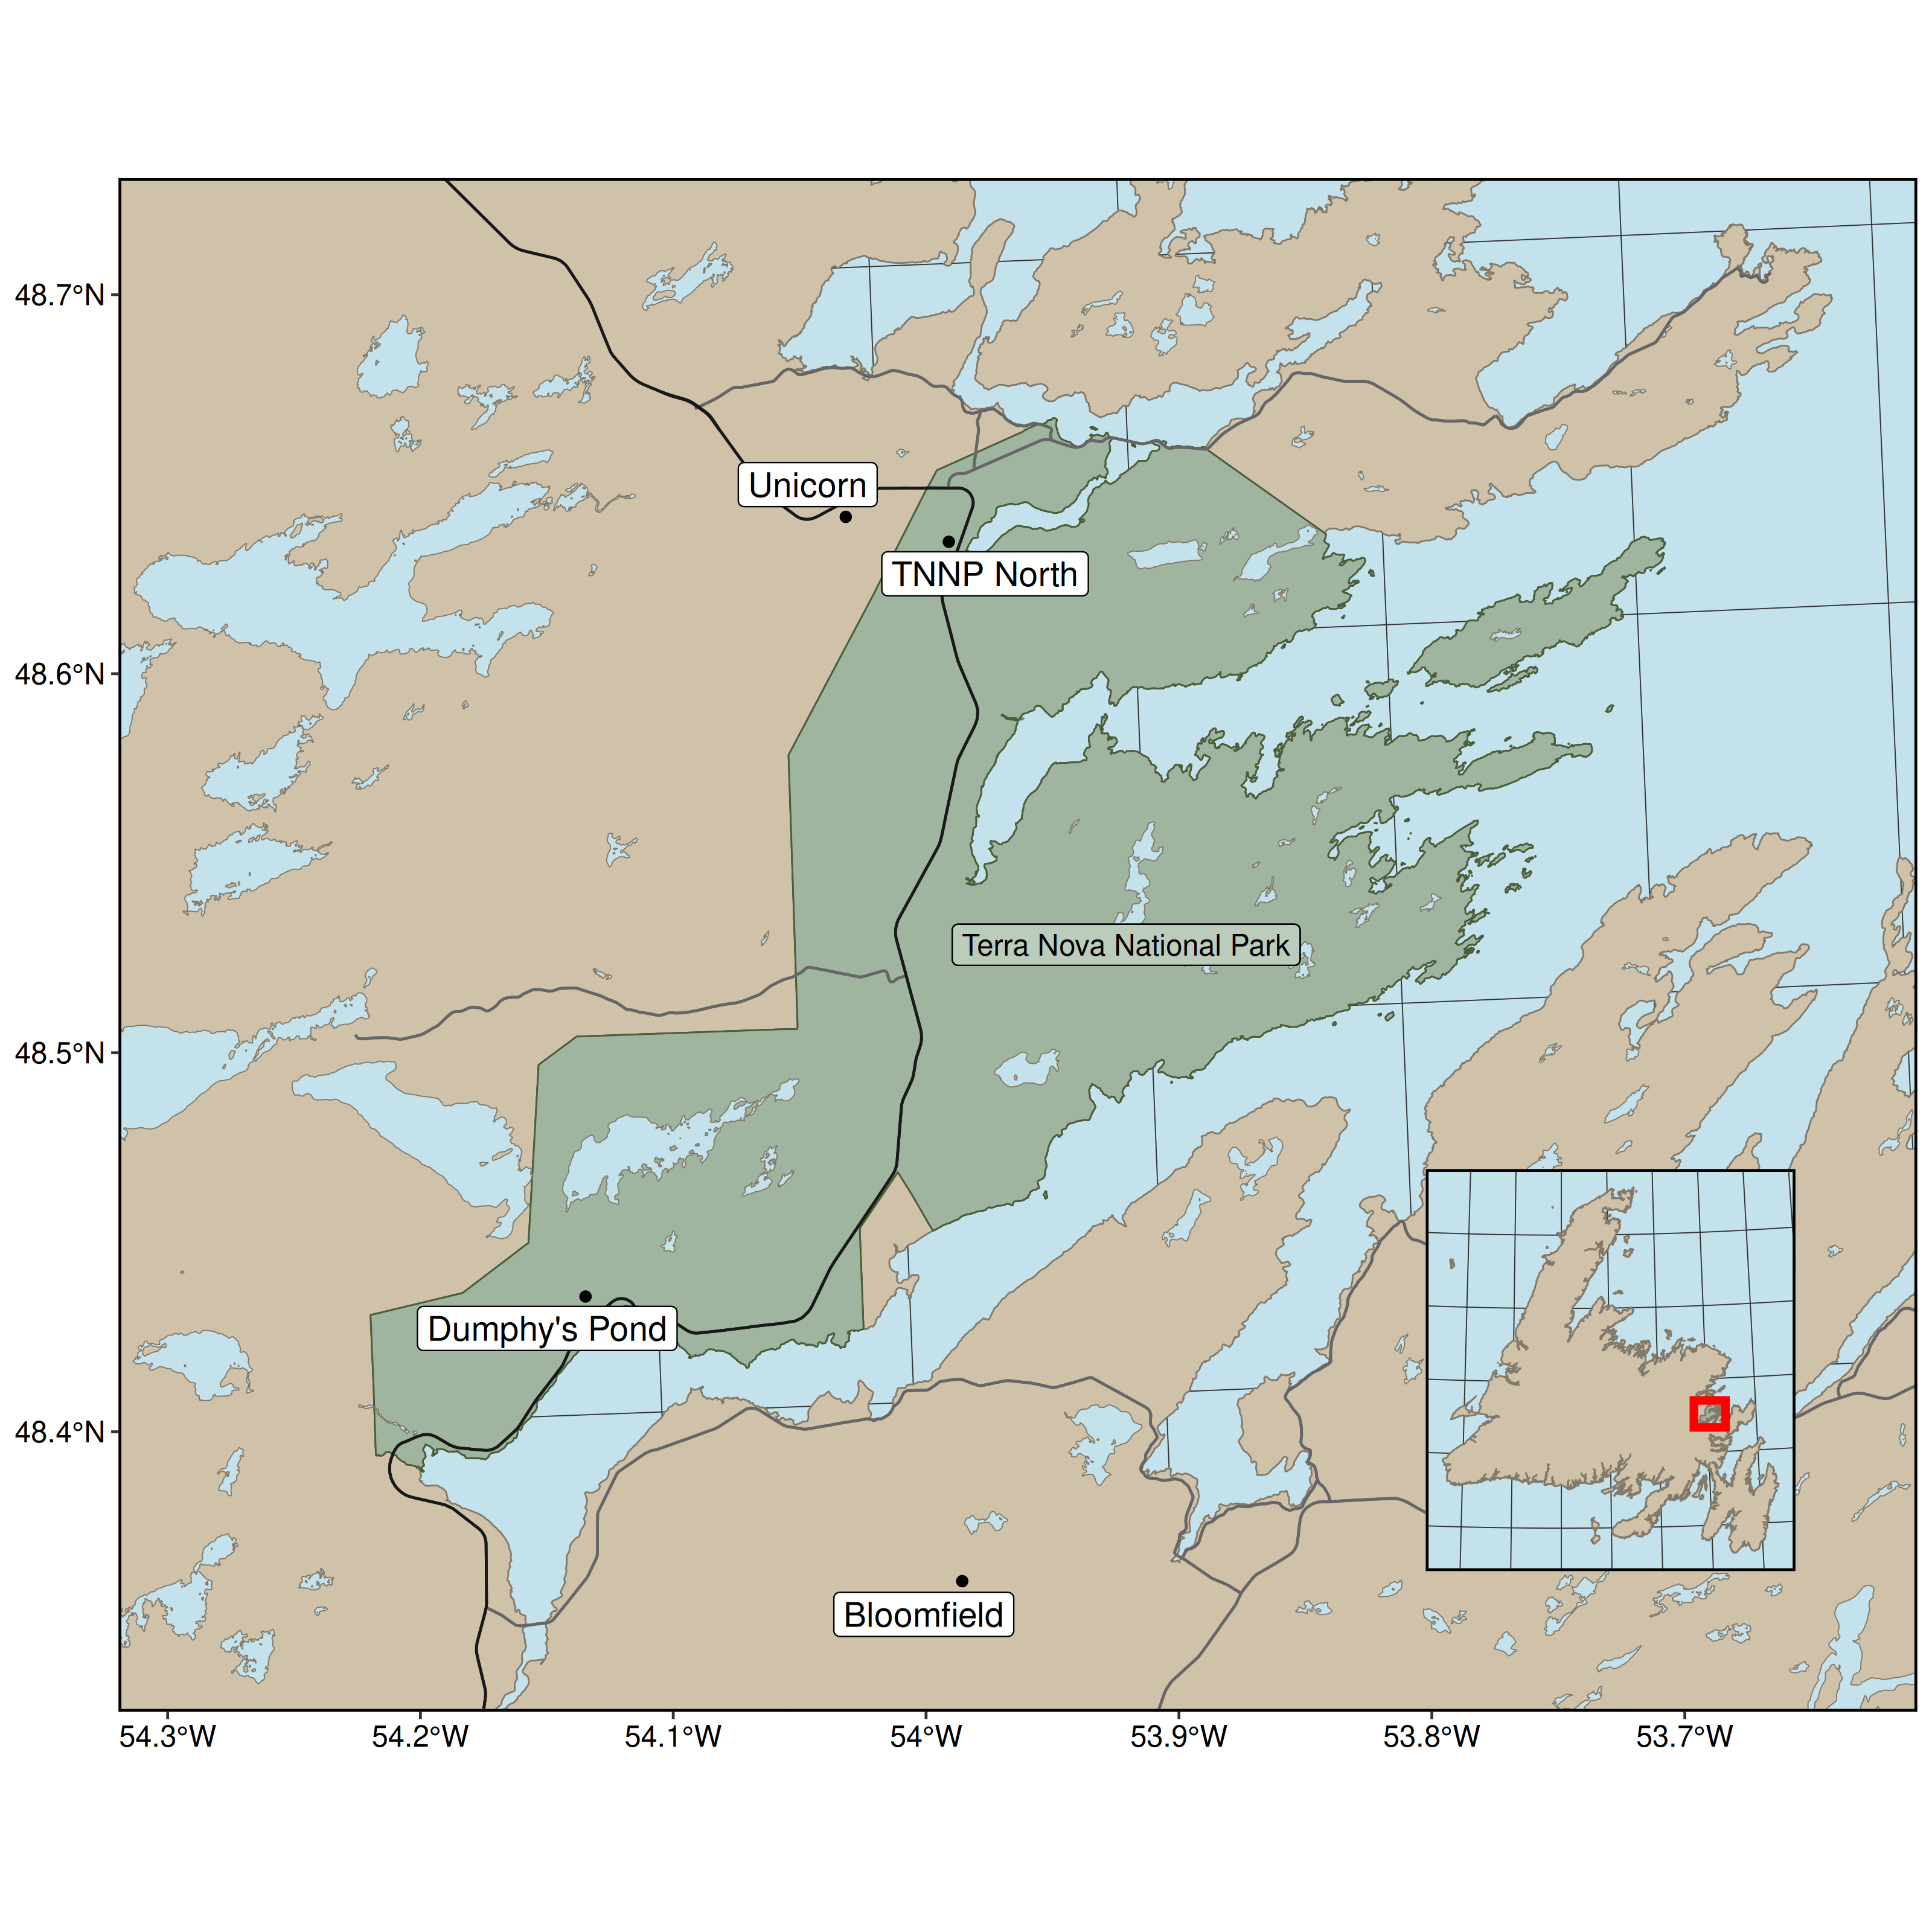 48.7°N
Unicorn
TNNP North
48.6°N
Terra Nova National Park
48.5°N
Dumphy's Pond
48.4°N
Bloomfield
54.3°W
54.2°W
54.1°W
54°W
53.9°W
53.8°W
53.7°W